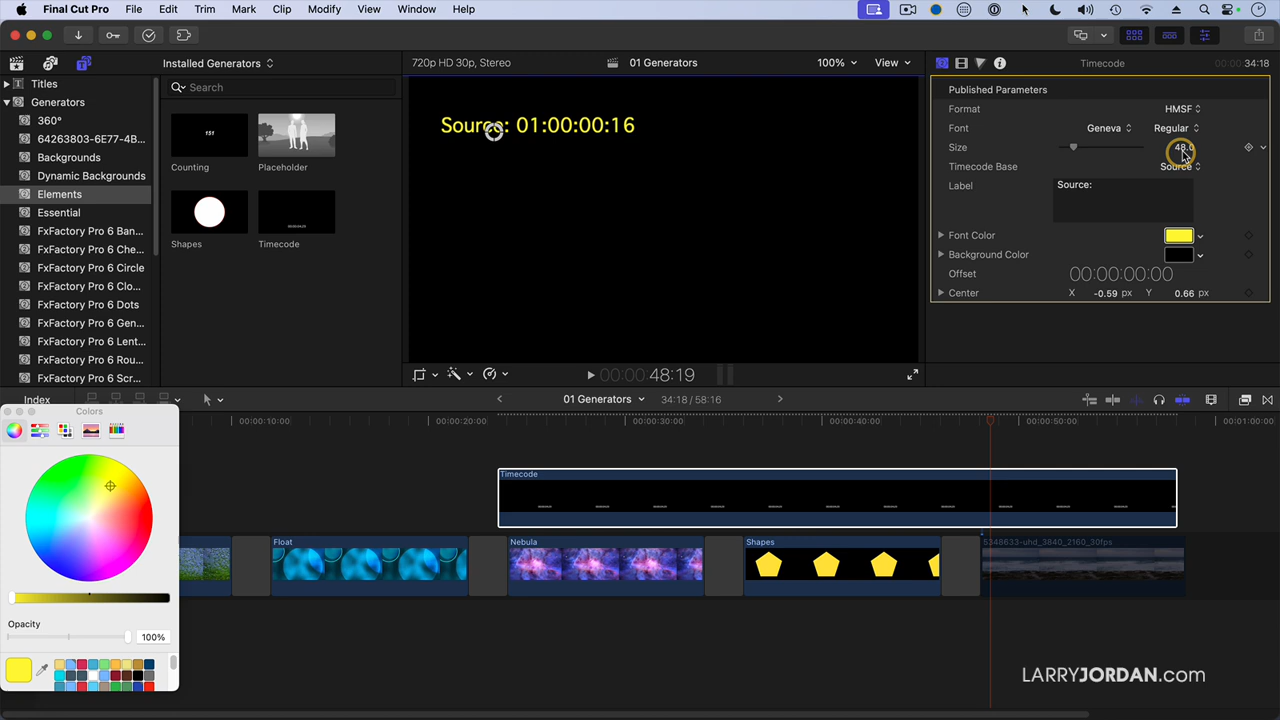 Final Cut Pro File Edit Trim Mark Clip Modify View Window Help
Installed Generators
720p HD 30p, Stereo
01 Generators
100%
View
Timecode
34:18
Titles
Generators
360°
64263803-6E77-4B...
Backgrounds
Dynamic Backgrounds
Elements
Essential
FxFactory Pro 6 Ban...
FxFactory Pro 6 Che...
FxFactory Pro 6 Circle
FxFactory Pro 6 Clo...
FxFactory Pro 6 Dots
FxFactory Pro 6 Gen...
FxFactory Pro 6 Lent...
FxFactory Pro 6 Rou...
FxFactory Pro 6 Scr...
Search
151
Counting
Placeholder
Shapes
Timecode
Source: 01:00:00:16
00:00:48:19
Published Parameters
Format HMSF
Font Geneva Regular
Size 48.0
Timecode Base Source
Label Source:
Font Color
Background Color
Offset 00:00:00:00
Center X -0.59 px Y 0.66 px
Index
01 Generators
34:18 / 58:16
00:00:10:00
00:00:20:00
00:00:30:00
00:00:40:00
00:00:50:00
00:01:00:00
Timecode
Float
Nebula
Shapes
5348633-uhd_3840_2160_30fps
Colors
Opacity
100%
LARRYJORDAN.com